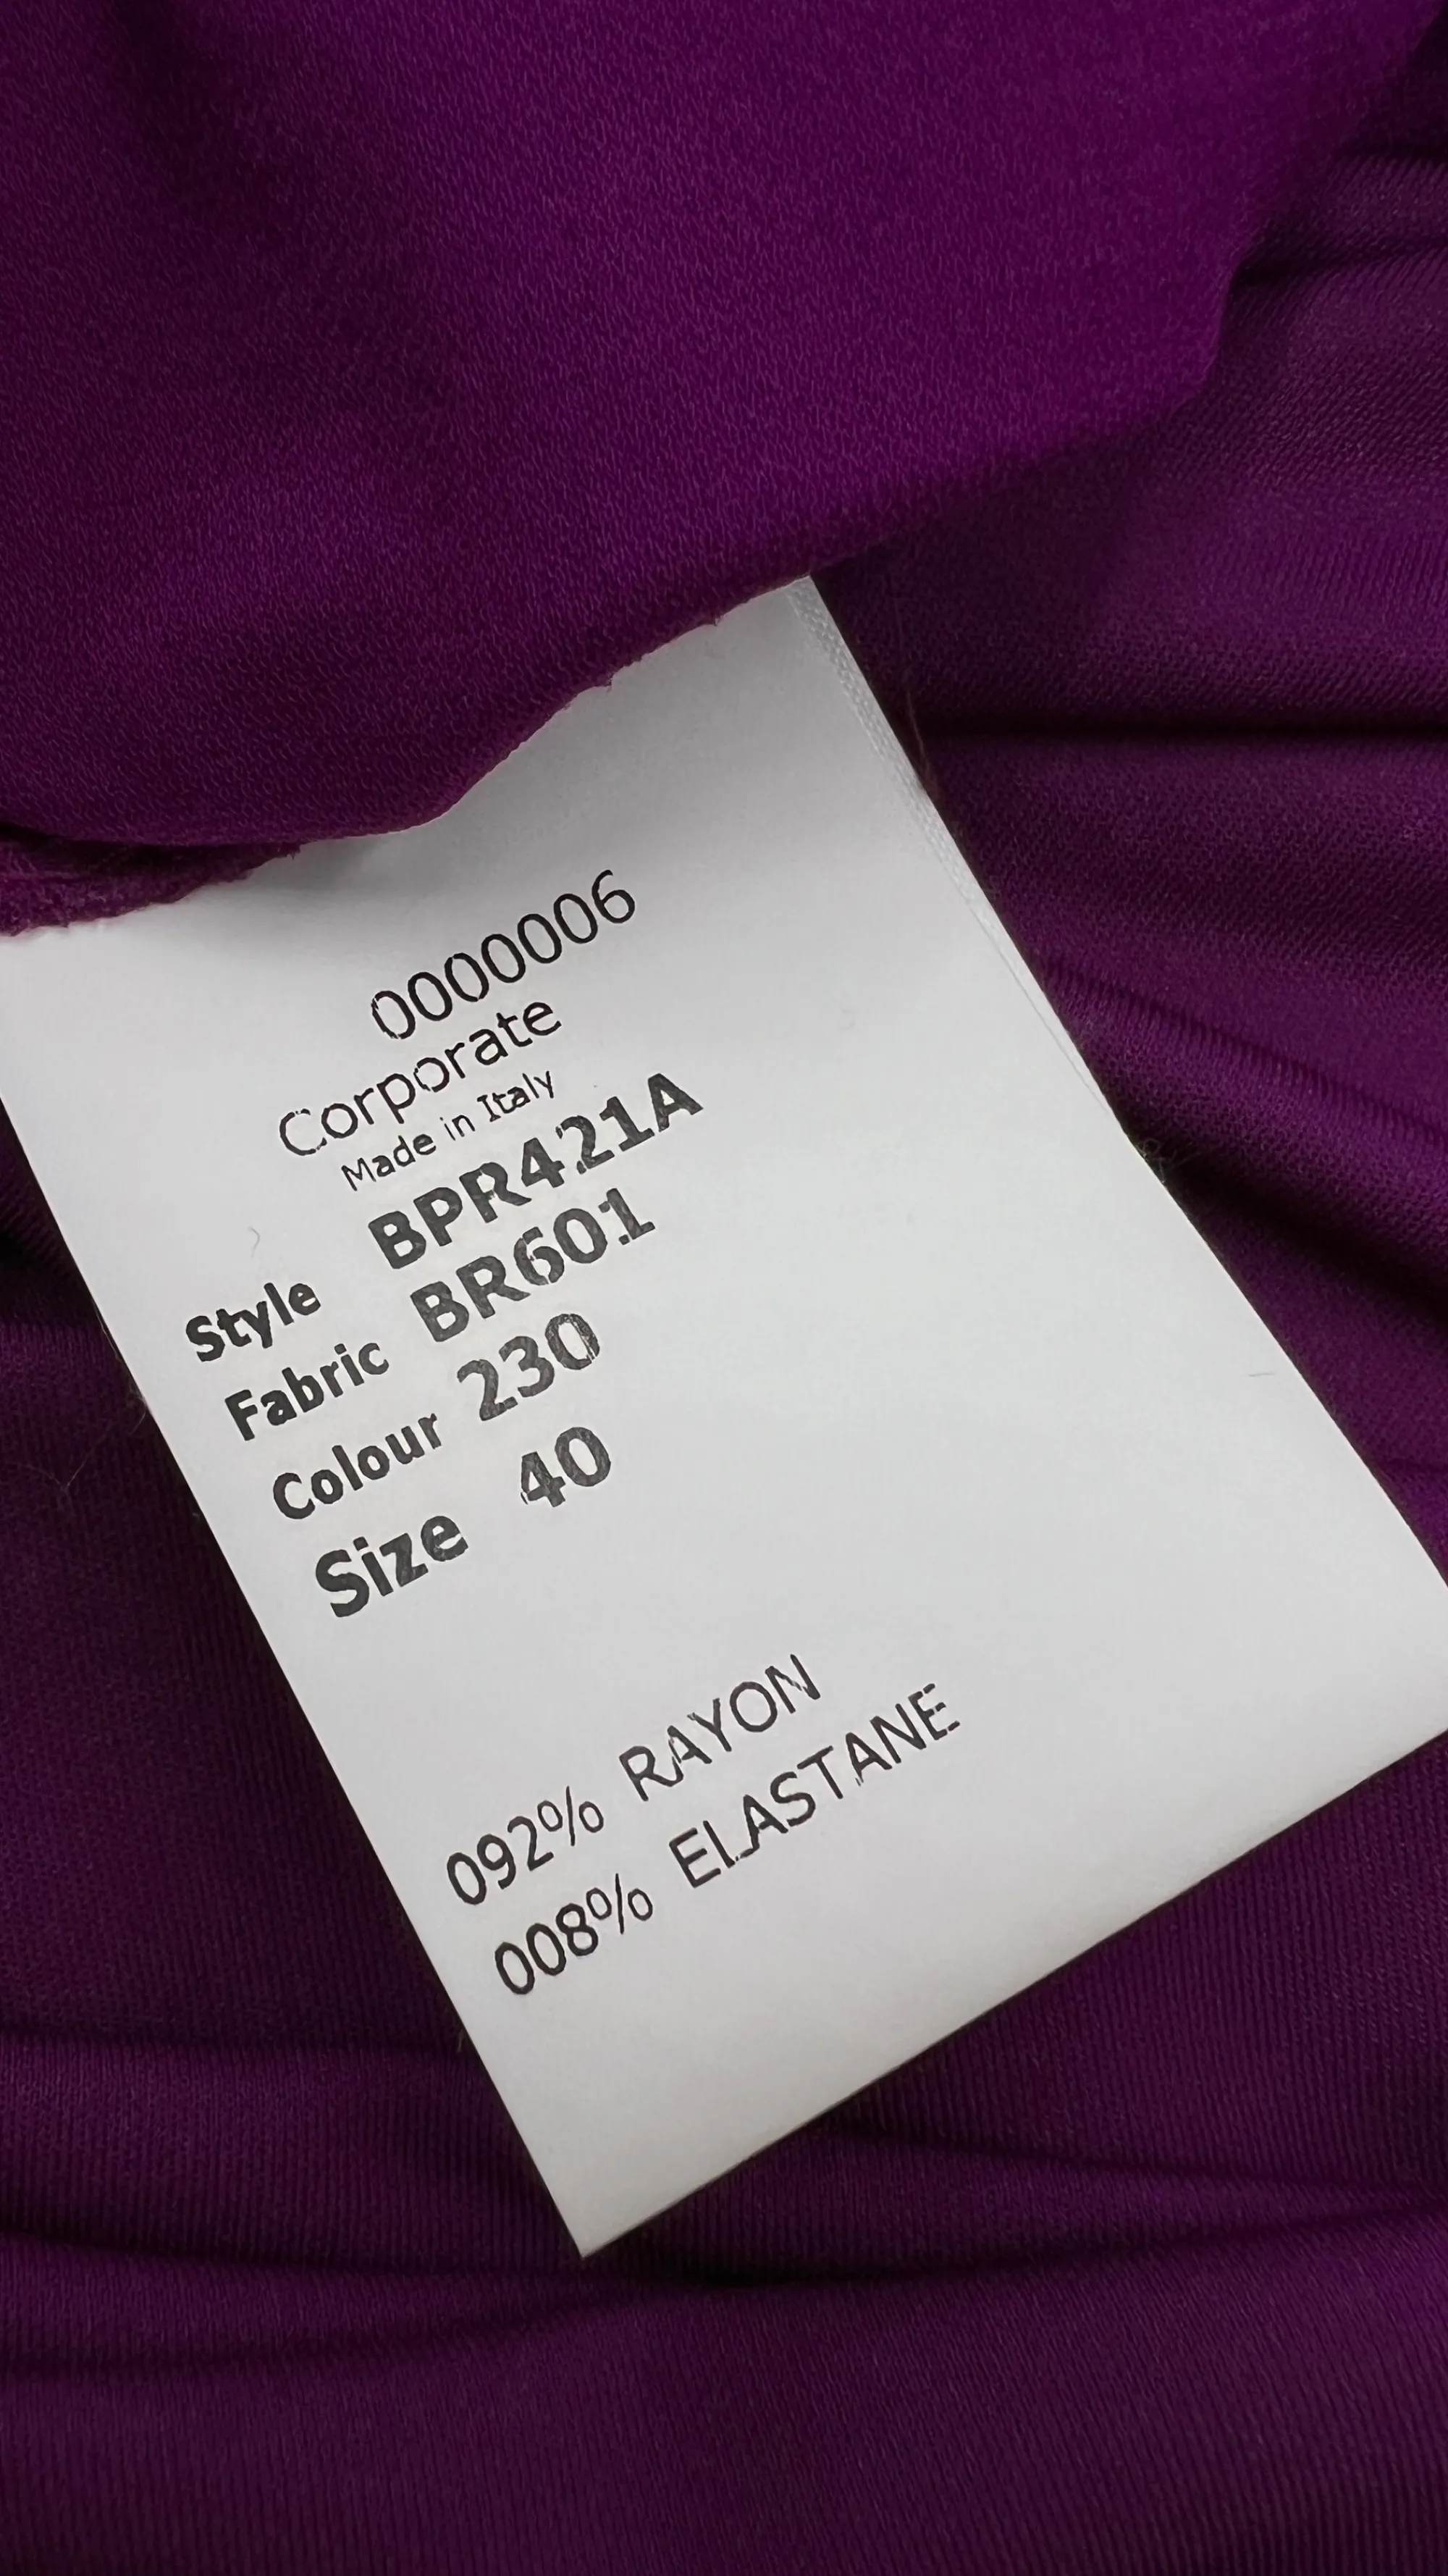 0000006
Corporate
Made in Italy
Style BPR421A
Fabric BR601
Colour 230
Size 40
092% RAYON
008% ELASTANE